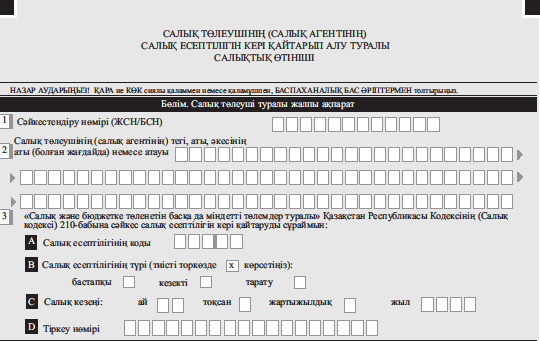 САЛЫҚ ТӨЛЕУШІНІҢ (САЛЫҚ АГЕНТІНІҢ)
САЛЫҚ ЕСЕПТІЛІГІН КЕРІ ҚАЙТАРЫП АЛУ ТУРАЛЫ
САЛЫҚТЫҚ ӨТІНІШІ
НАЗАР АУДАРЫҢЫЗ! ҚАРА не КӨК сиялы қаламмен немесе қаламұшпен, БАСПАХАНАЛЫҚ БАС ӘРІПТЕРМЕН толтырыңыз.
Бөлім. Салық төлеуші туралы жалпы ақпарат
1 Сәйкестендіру нөмірі (ЖСН/БСН)
2 Салық төлеушінің (салық агентінің) тегі, аты, әкесінің
аты (болған жағдайда) немесе атауы
3 «Салық және бюджетке төленетін басқа да міндетті төлемдер туралы» Қазақстан Республикасы Кодексінің (Салық
кодексі) 210-бабына сәйкес салық есептілігін кері қайтаруды сұраймын:
A Салық есептілігінің коды
B Салық есептілігінің түрі (тиісті торкөзде x көрсетіңіз):
бастапқы кезекті тарату
C Салық кезеңі: ай тоқсан жартыжылдық жыл
D Тіркеу нөмірі